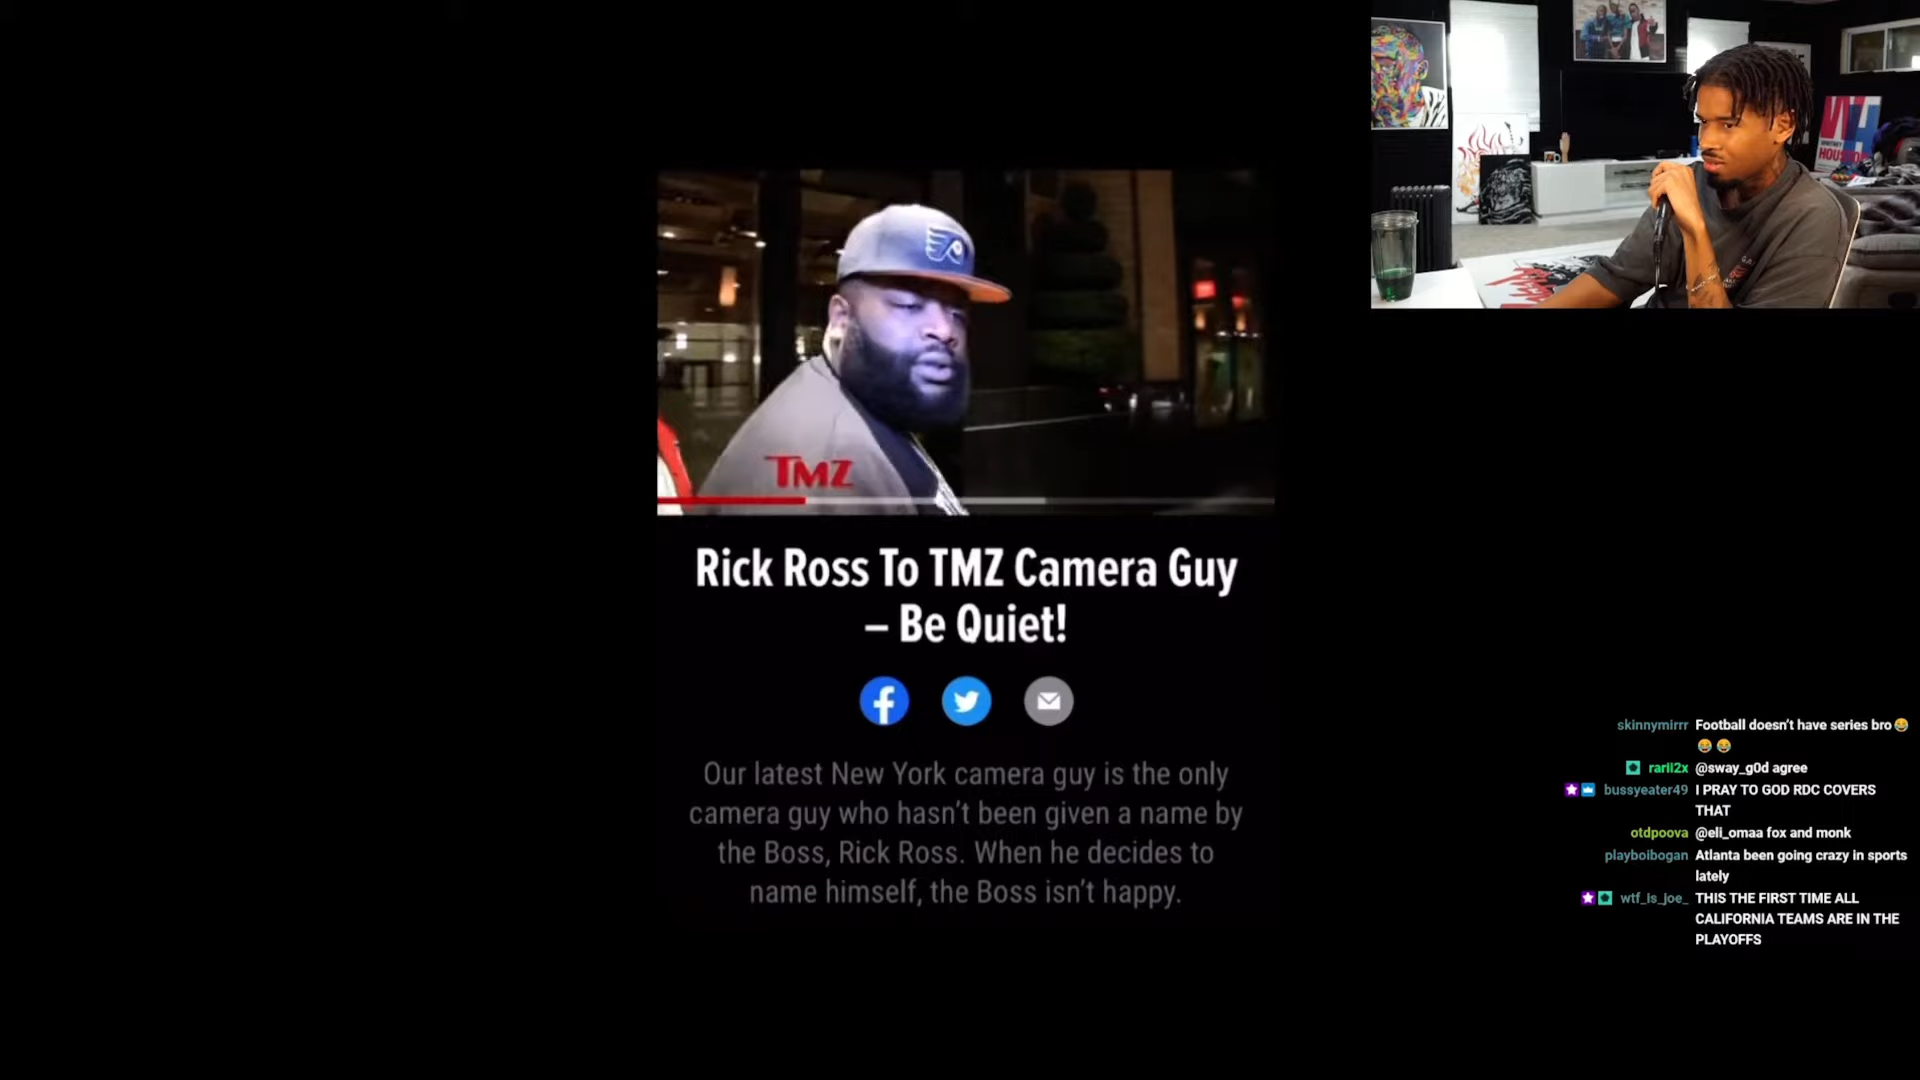 TMZ
Rick Ross To TMZ Camera Guy
– Be Quiet!
Our latest New York camera guy is the only
camera guy who hasn't been given a name by
the Boss, Rick Ross. When he decides to
name himself, the Boss isn't happy.
skinnymirrr Football doesn't have series bro😂
😂 😂
rarii2x @sway_g0d agree
bussyeater49 I PRAY TO GOD RDC COVERS
THAT
otdpoova @eli_omaa fox and monk
playboibogan Atlanta been going crazy in sports
lately
wtf_is_joe_ THIS THE FIRST TIME ALL
CALIFORNIA TEAMS ARE IN THE
PLAYOFFS